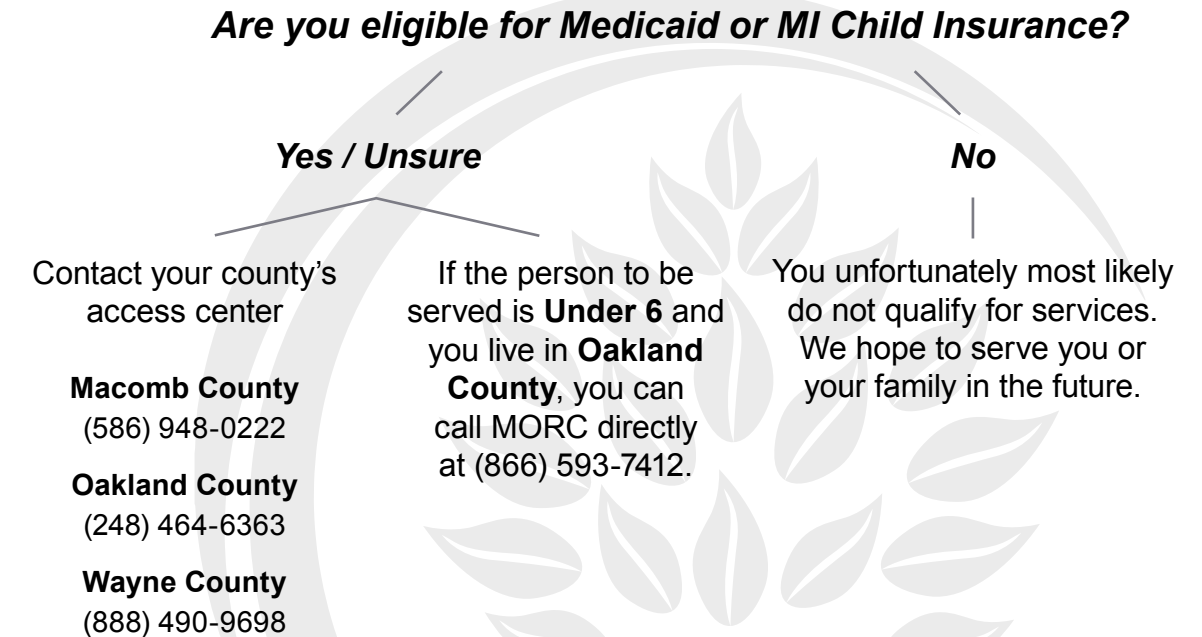 Are you eligible for Medicaid or MI Child Insurance?
Yes / Unsure
No
Contact your county's
access center
Macomb County
(586) 948-0222
Oakland County
(248) 464-6363
Wayne County
(888) 490-9698
If the person to be
served is Under 6 and
you live in Oakland
County, you can
call MORC directly
at (866) 593-7412.
You unfortunately most likely
do not qualify for services.
We hope to serve you or
your family in the future.